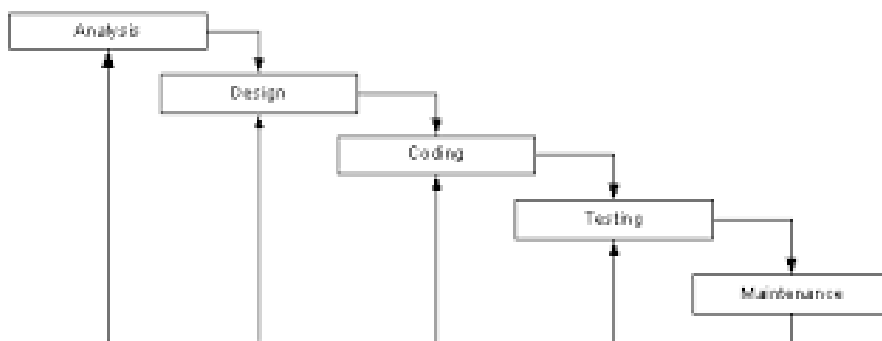 Analysis
Design
Coding
Testing
Maintenance